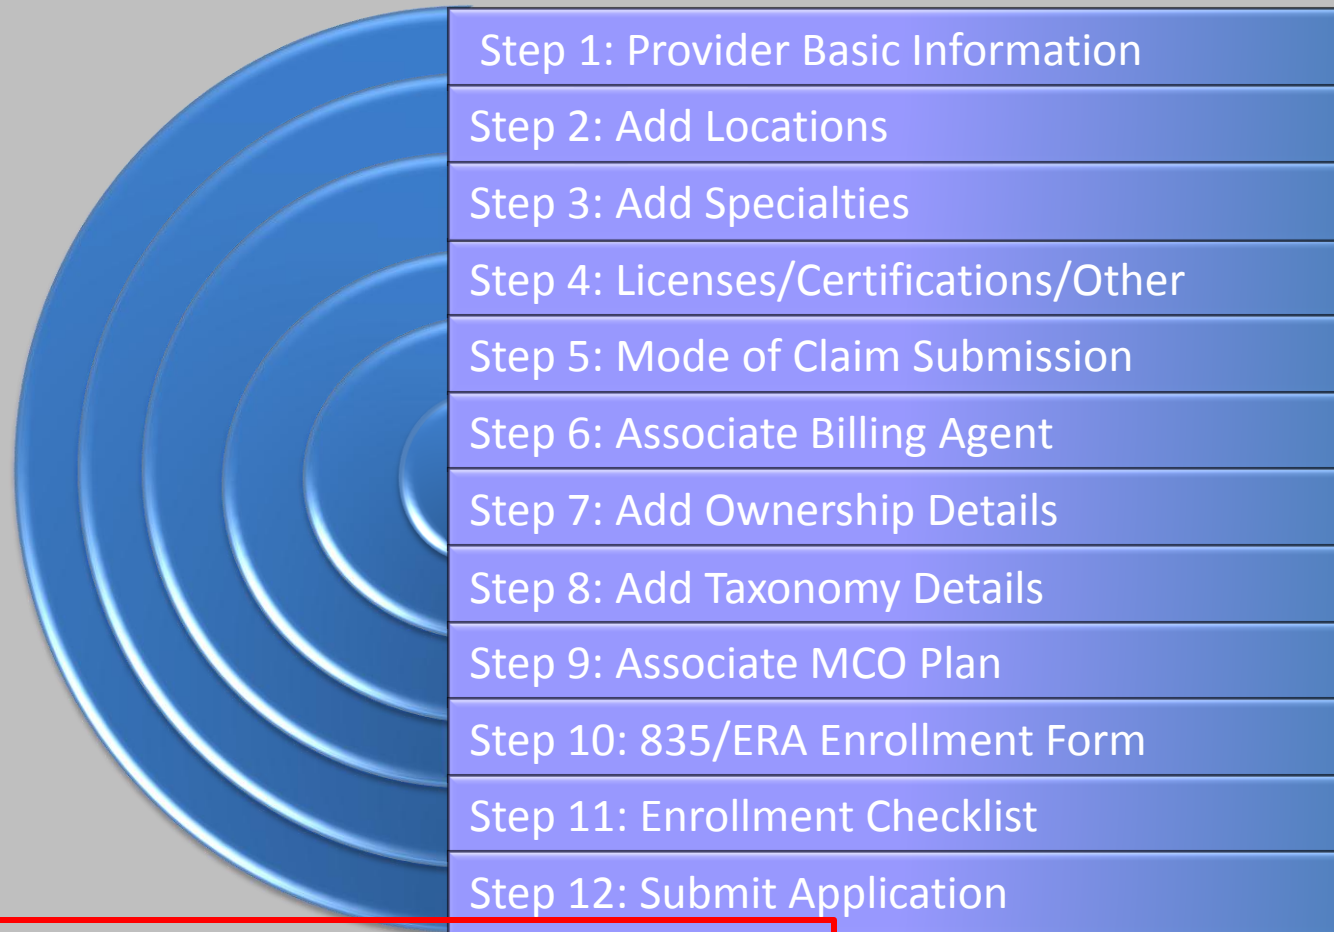 Step 1: Provider Basic Information
Step 2: Add Locations
Step 3: Add Specialties
Step 4: Licenses/Certifications/Other
Step 5: Mode of Claim Submission
Step 6: Associate Billing Agent
Step 7: Add Ownership Details
Step 8: Add Taxonomy Details
Step 9: Associate MCO Plan
Step 10: 835/ERA Enrollment Form
Step 11: Enrollment Checklist
Step 12: Submit Application